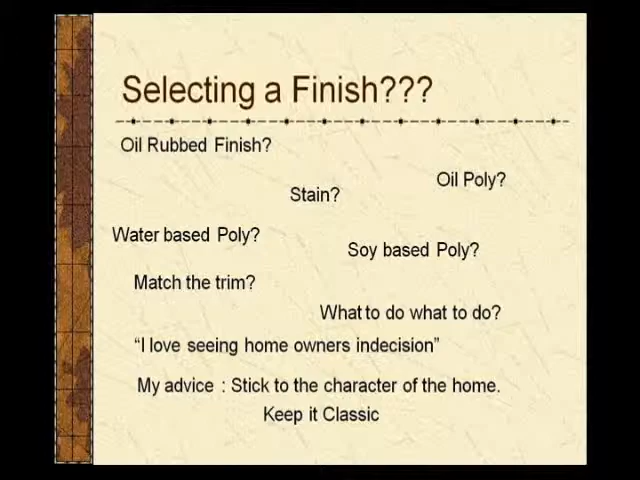 Selecting a Finish???
Oil Rubbed Finish?
Oil Poly?
Stain?
Water based Poly?
Soy based Poly?
Match the trim?
What to do what to do?
“I love seeing home owners indecision”
My advice : Stick to the character of the home.
Keep it Classic